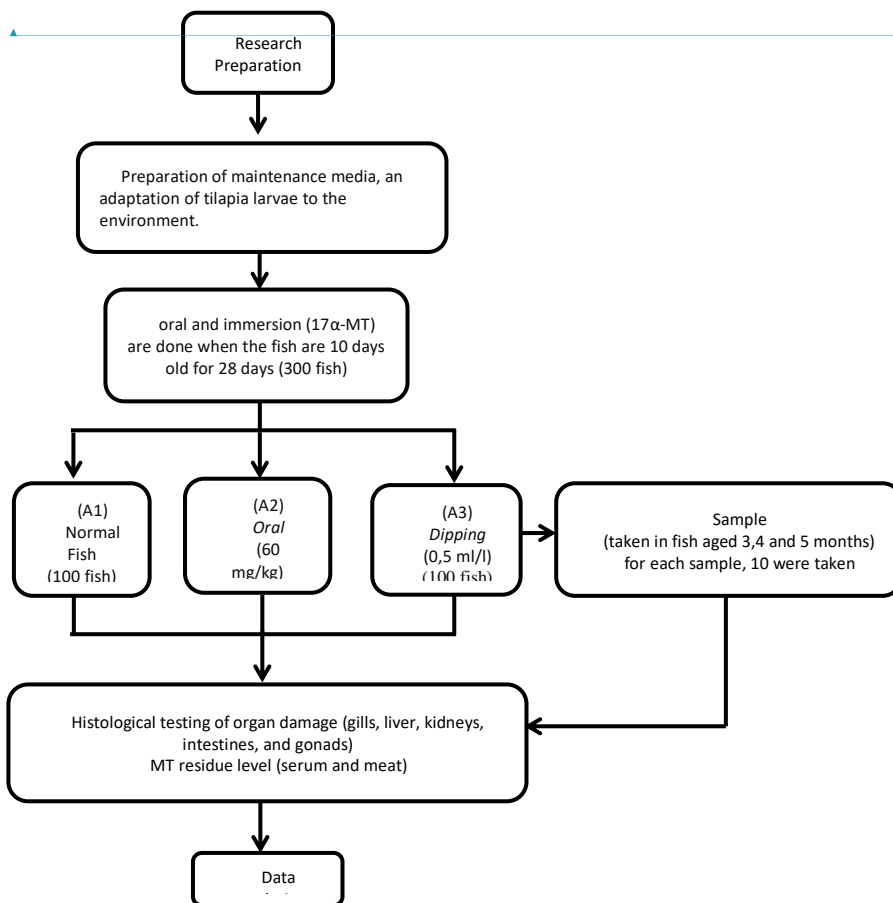 Research
Preparation
Preparation of maintenance media, an
adaptation of tilapia larvae to the
environment.
oral and immersion (17α-MT)
are done when the fish are 10 days
old for 28 days (300 fish)
(A1)
Normal
Fish
(100 fish)
(A2)
Oral
(60
mg/kg)
(A3)
Dipping
(0,5 ml/l)
(100 fish)
Sample
(taken in fish aged 3,4 and 5 months)
for each sample, 10 were taken
Histological testing of organ damage (gills, liver, kidneys,
intestines, and gonads)
MT residue level (serum and meat)
Data